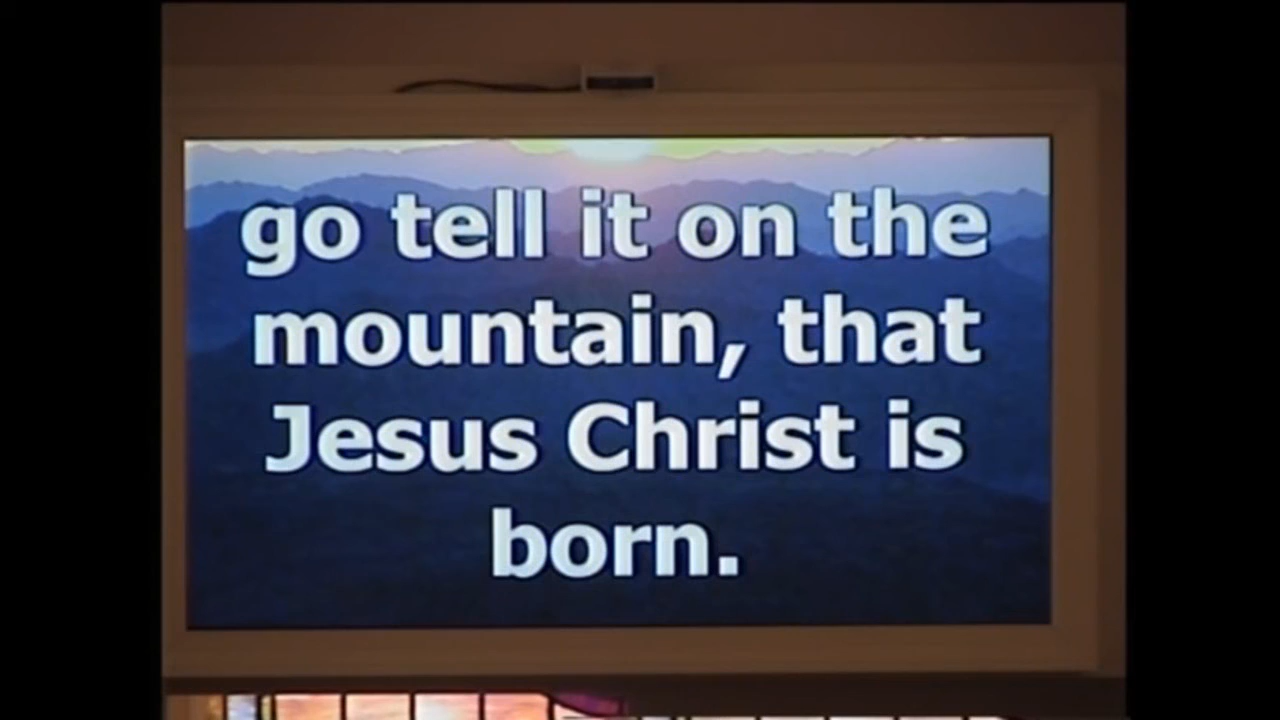 go tell it on the
mountain, that
Jesus Christ is
born.